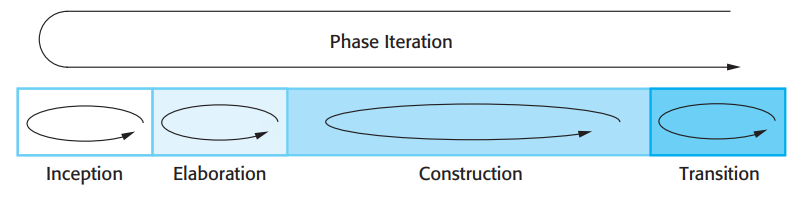 Phase Iteration
Inception
Elaboration
Construction
Transition